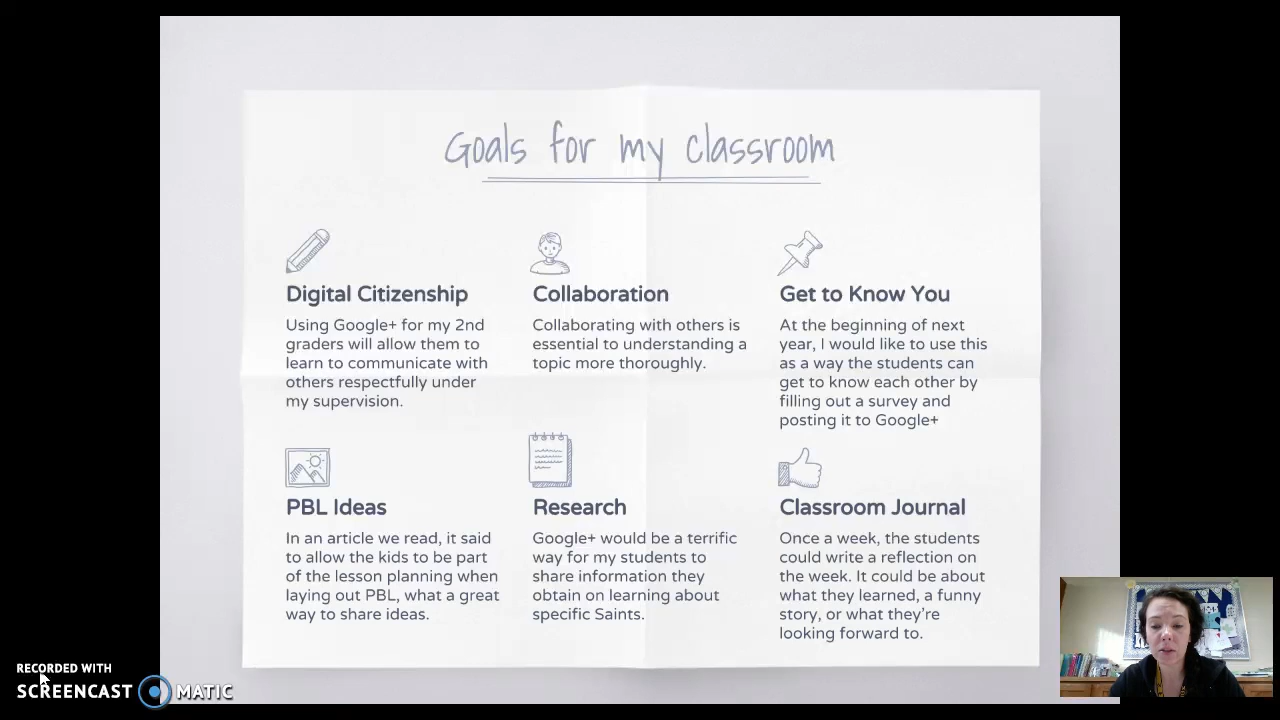 Goals for my classroom
Digital Citizenship
Using Google+ for my 2nd
graders will allow them to
learn to communicate with
others respectfully under
my supervision.
Collaboration
Collaborating with others is
essential to understanding a
topic more thoroughly.
Get to Know You
At the beginning of next
year, I would like to use this
as a way the students can
get to know each other by
filling out a survey and
posting it to Google+
PBL Ideas
In an article we read, it said
to allow the kids to be part
of the lesson planning when
laying out PBL, what a great
way to share ideas.
Research
Google+ would be a terrific
way for my students to
share information they
obtain on learning about
specific Saints.
Classroom Journal
Once a week, the students
could write a reflection on
the week. It could be about
what they learned, a funny
story, or what they're
looking forward to.
RECORDED WITH
SCREENCAST MATIC